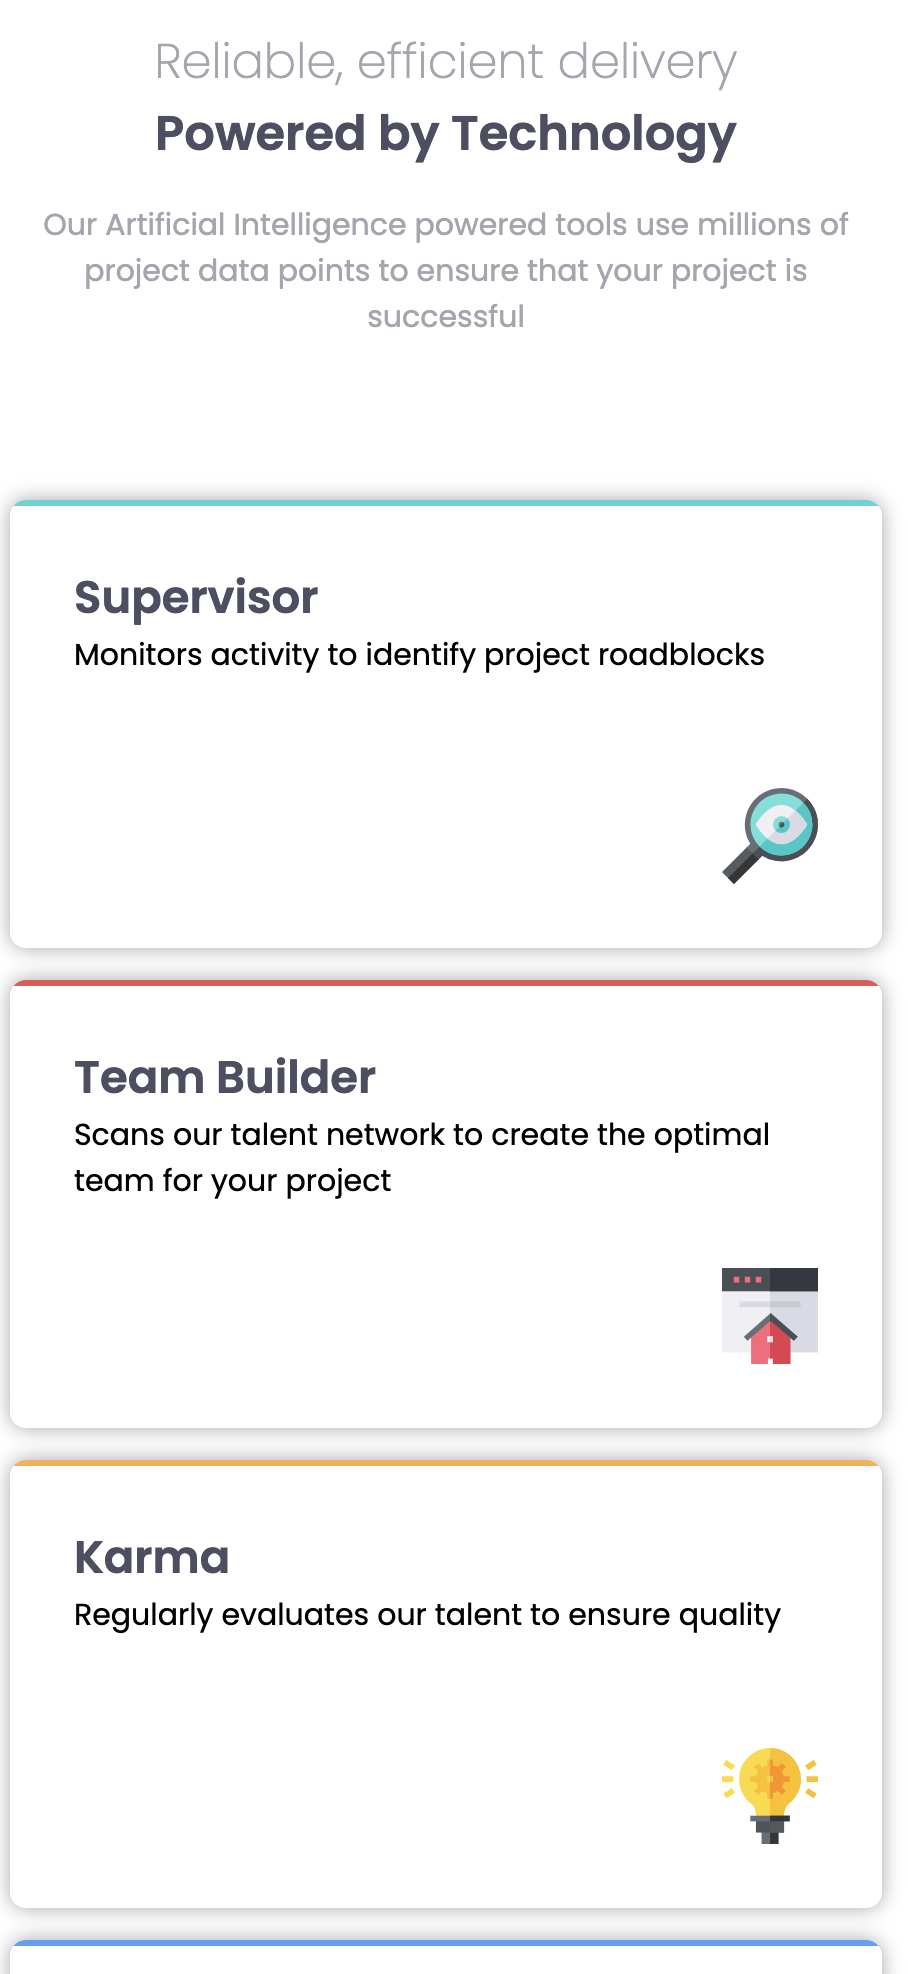 Reliable, efficient delivery
Powered by Technology
Our Artificial Intelligence powered tools use millions of
project data points to ensure that your project is
successful
Supervisor
Monitors activity to identify project roadblocks
Team Builder
Scans our talent network to create the optimal
team for your project
Karma
Regularly evaluates our talent to ensure quality